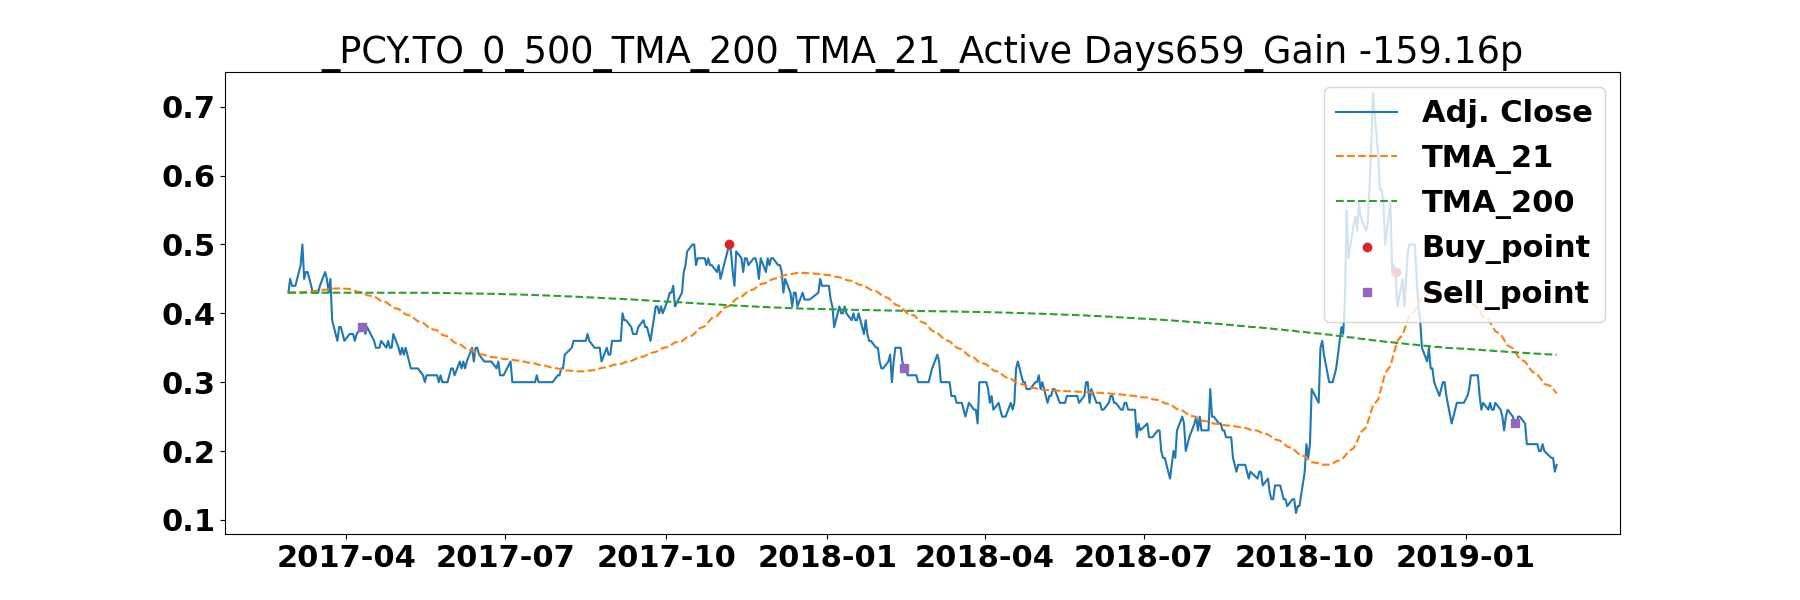 _PCY.TO_0_500_TMA_200_TMA_21_Active Days659_Gain -159.16p
0.7
0.6
0.5
0.4
0.3
0.2
0.1
Adj. Close
TMA_21
TMA_200
Buy_point
Sell_point
2017-04 2017-07 2017-10 2018-01 2018-04 2018-07 2018-10 2019-01